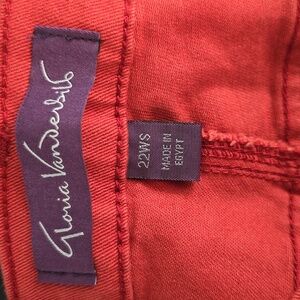 Gloria Vanderbilt
22WS
MADE IN
EGYPT